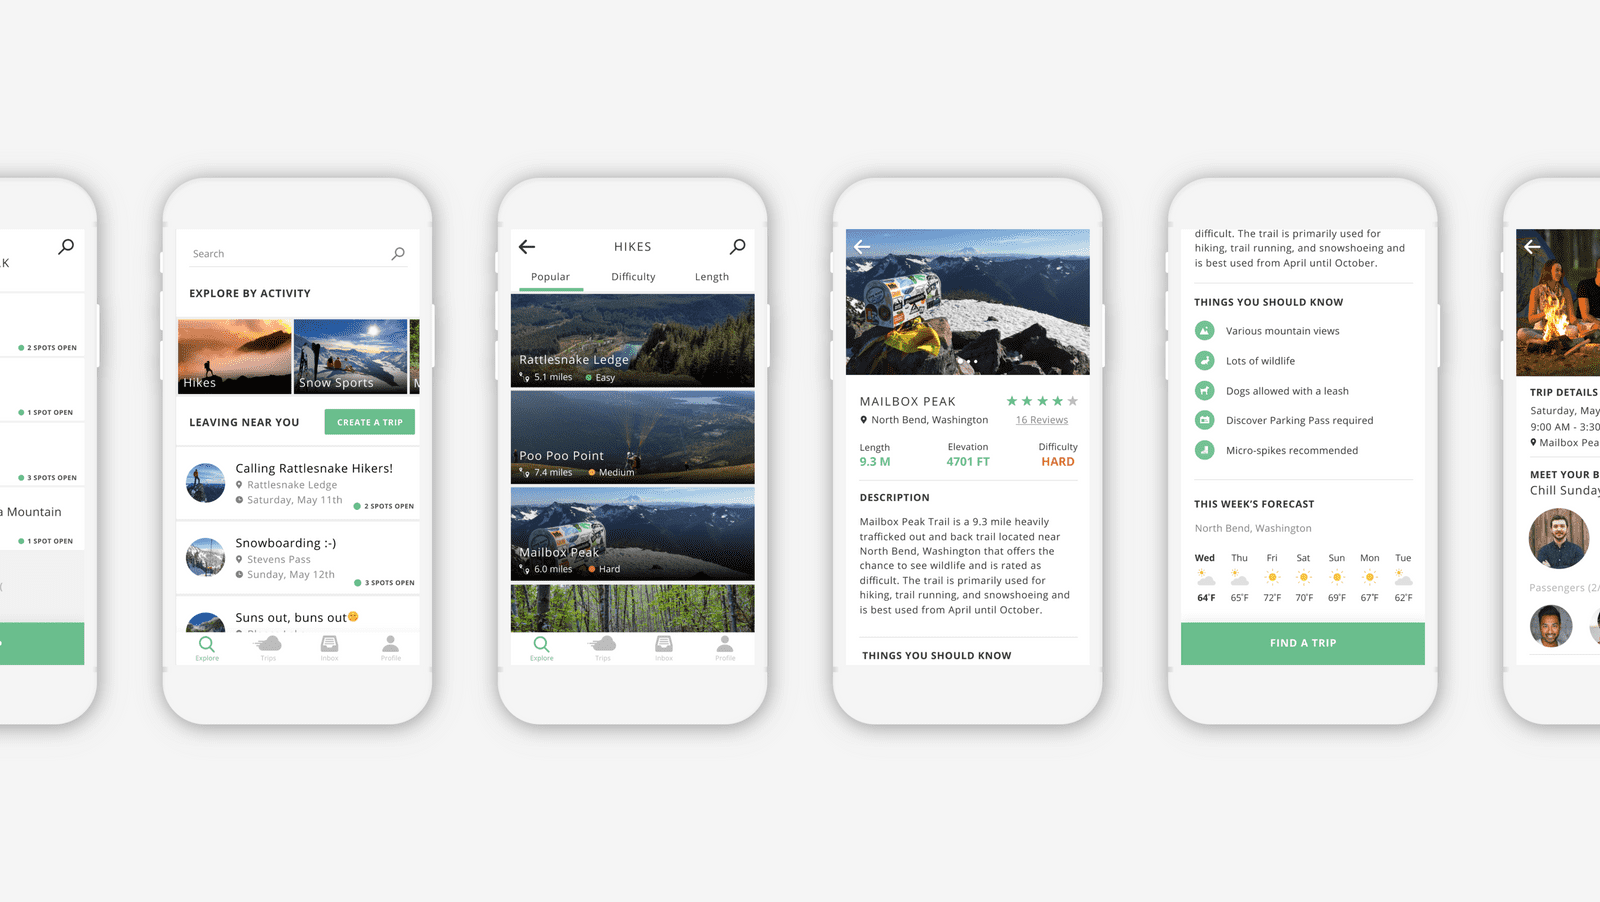 2 SPOTS OPEN
1 SPOT OPEN
3 SPOTS OPEN
Mountain
1 SPOT OPEN
Search
EXPLORE BY ACTIVITY
Hikes
Snow Sports
M
LEAVING NEAR YOU
CREATE A TRIP
Calling Rattlesnake Hikers!
Rattlesnake Ledge
Saturday, May 11th
2 SPOTS OPEN
Snowboarding :-)
Stevens Pass
Sunday, May 12th
3 SPOTS OPEN
Suns out, buns out
Explore
Trips
Inbox
Profile
HIKES
Popular
Difficulty
Length
Rattlesnake Ledge
5.1 miles
Easy
Poo Poo Point
7.4 miles
Medium
Mailbox Peak
6.0 miles
Hard
Explore
Trips
Inbox
Profile
MAILBOX PEAK
North Bend, Washington
16 Reviews
Length
Elevation
Difficulty
9.3 M
4701 FT
HARD
DESCRIPTION
Mailbox Peak Trail is a 9.3 mile heavily
trafficked out and back trail located near
North Bend, Washington that offers the
chance to see wildlife and is rated as
difficult. The trail is primarily used for
hiking, trail running, and snowshoeing and
is best used from April until October.
THINGS YOU SHOULD KNOW
difficult. The trail is primarily used for
hiking, trail running, and snowshoeing and
is best used from April until October.
THINGS YOU SHOULD KNOW
Various mountain views
Lots of wildlife
Dogs allowed with a leash
Discover Parking Pass required
Micro-spikes recommended
THIS WEEK'S FORECAST
North Bend, Washington
Wed Thu Fri Sat Sun Mon Tue
64°F 65°F 72°F 70°F 69°F 67°F 62°F
FIND A TRIP
TRIP DETAILS
Saturday, May
9:00 AM - 3:30
Mailbox Pea
MEET YOUR B
Chill Sunday
Passengers (2/